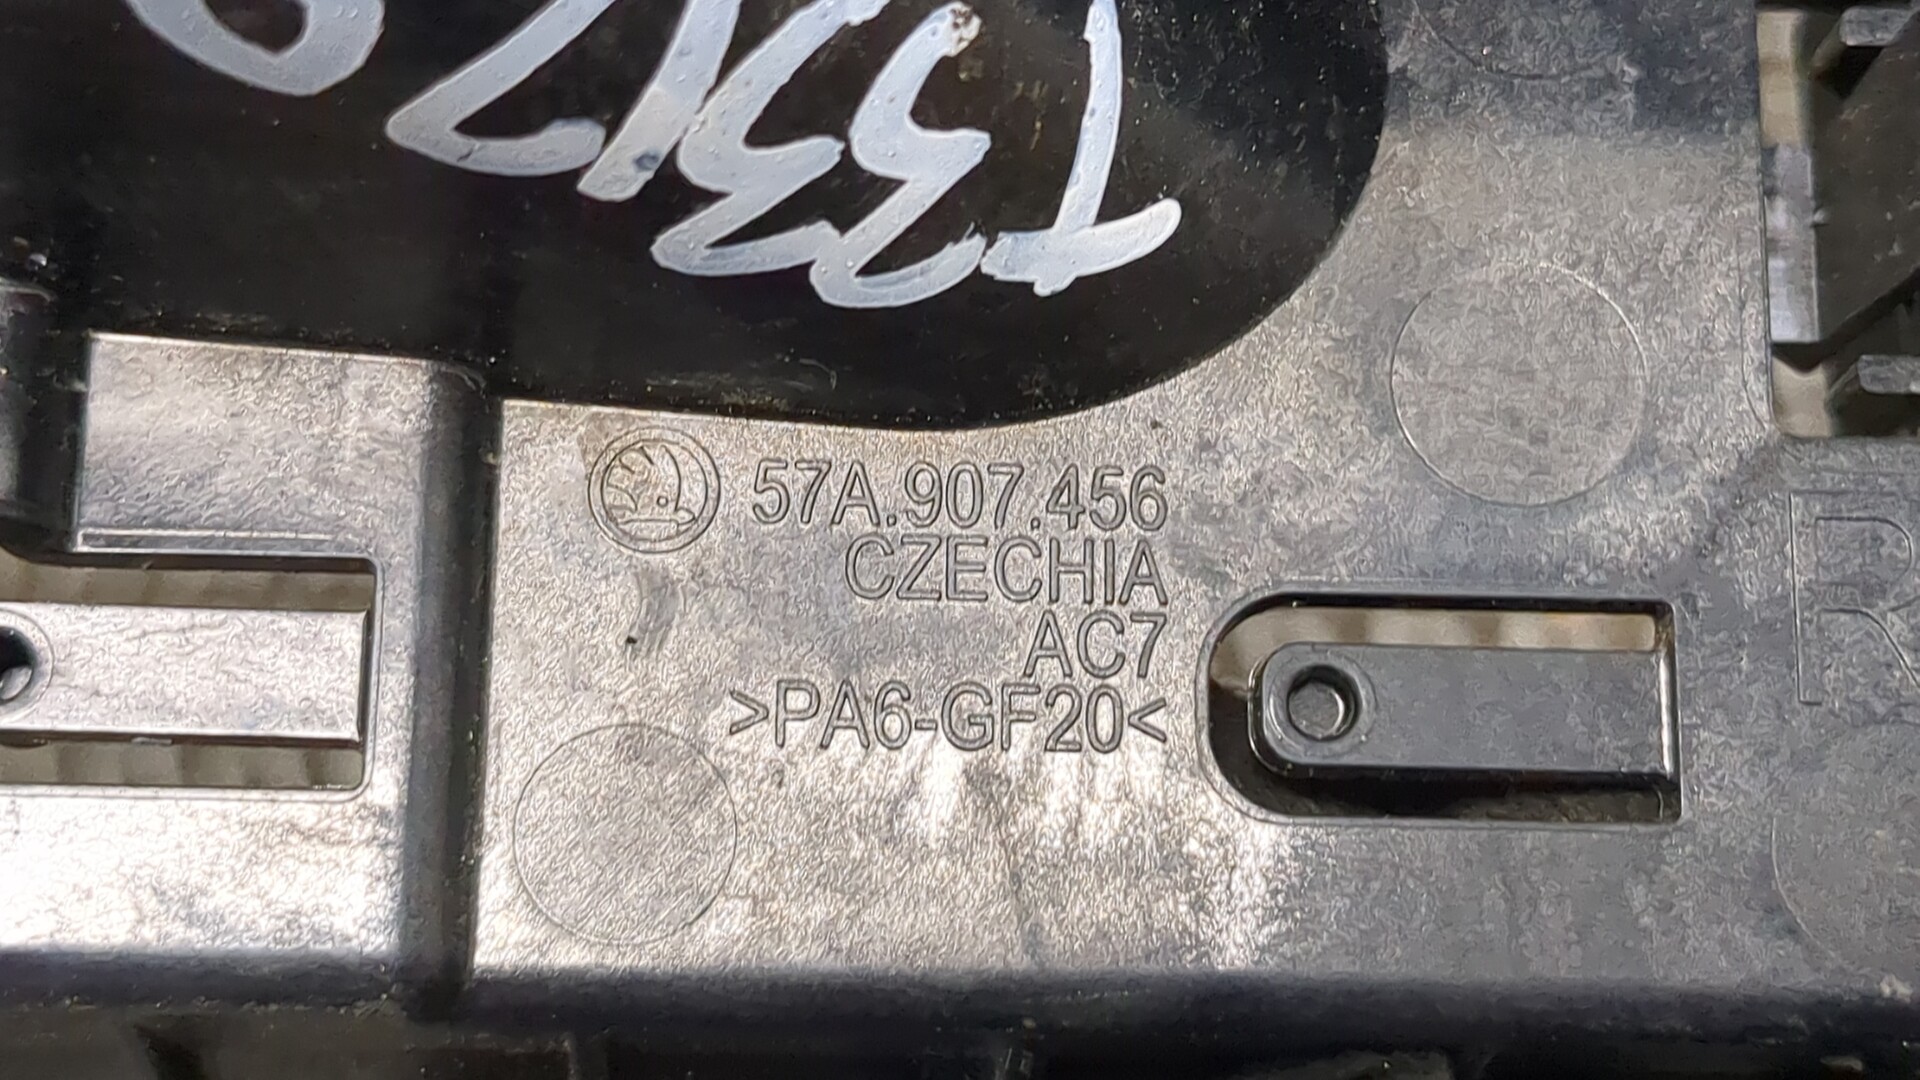 57A.907.456
CZECHIA
AC7
>PA6-GF20<
R